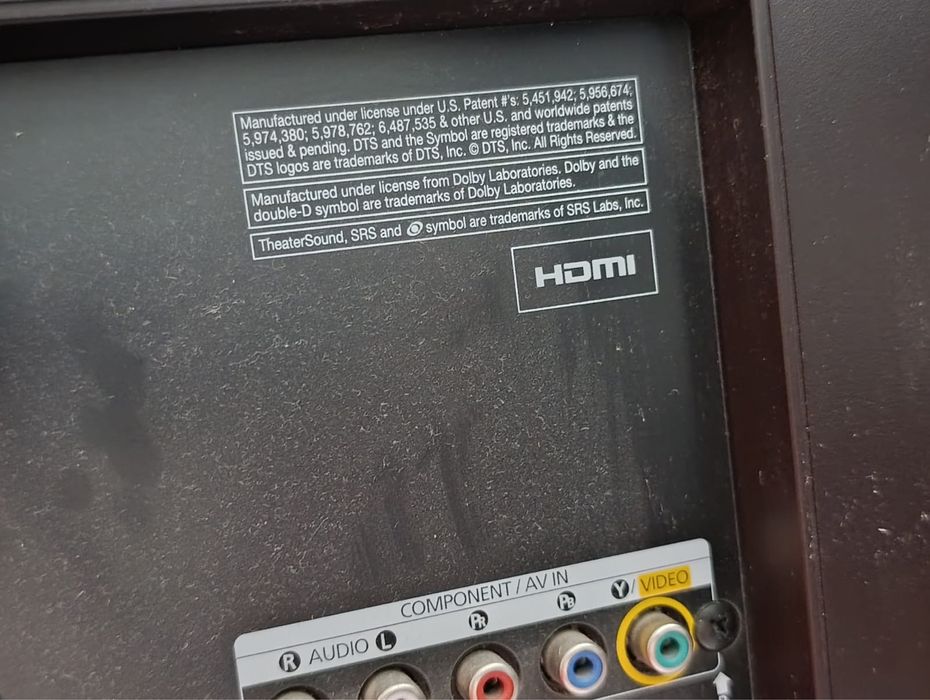 Manufactured under license under U.S. Patent #'s: 5,451,942; 5,956,674;
5,974,380; 5,978,762; 6,487,535 & other U.S. and worldwide patents
issued & pending. DTS and the Symbol are registered trademarks & the
DTS logos are trademarks of DTS, Inc. © DTS, Inc. All Rights Reserved.
Manufactured under license from Dolby Laboratories. Dolby and the
double-D symbol are trademarks of Dolby Laboratories.
TheaterSound, SRS and symbol are trademarks of SRS Labs, Inc.
HDMI
COMPONENT / AV IN
R AUDIO L PR PB Y / VIDEO